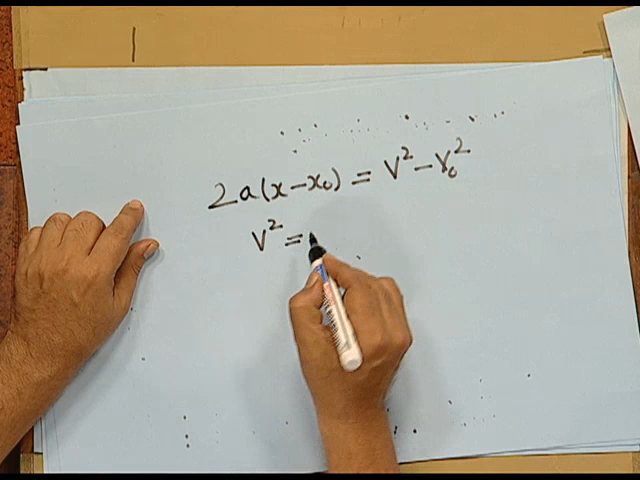 2a(x-x₀) = v² - v₀²
v² =